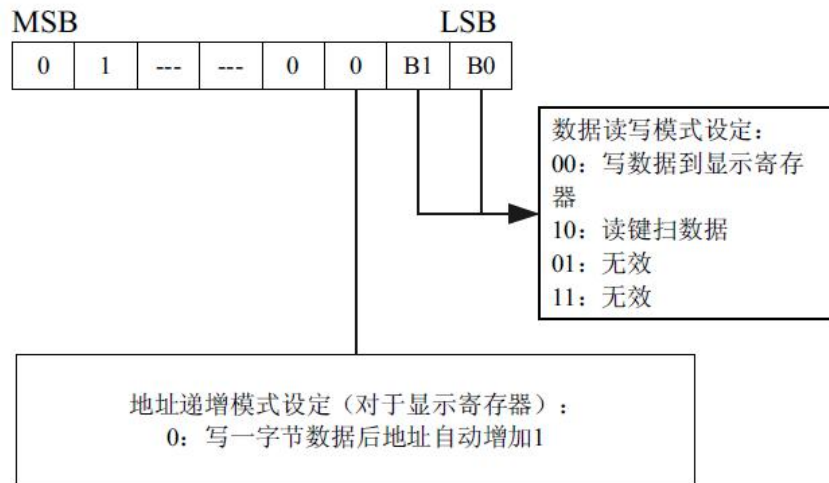 MSB LSB
0 1 --- --- 0 0 B1 B0
数据读写模式设定：
00：写数据到显示寄存
器
10：读键扫数据
01：无效
11：无效
地址递增模式设定（对于显示寄存器）：
0：写一字节数据后地址自动增加1